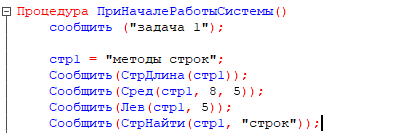 Процедура ПриНачалеРаботыСистемы()
сообщить ("задача 1");
стр1 = "методы строк";
Сообщить(СтрДлина(стр1));
Сообщить(Сред(стр1, 8, 5));
Сообщить(Лев(стр1, 5));
Сообщить(СтрНайти(стр1, "строк"));